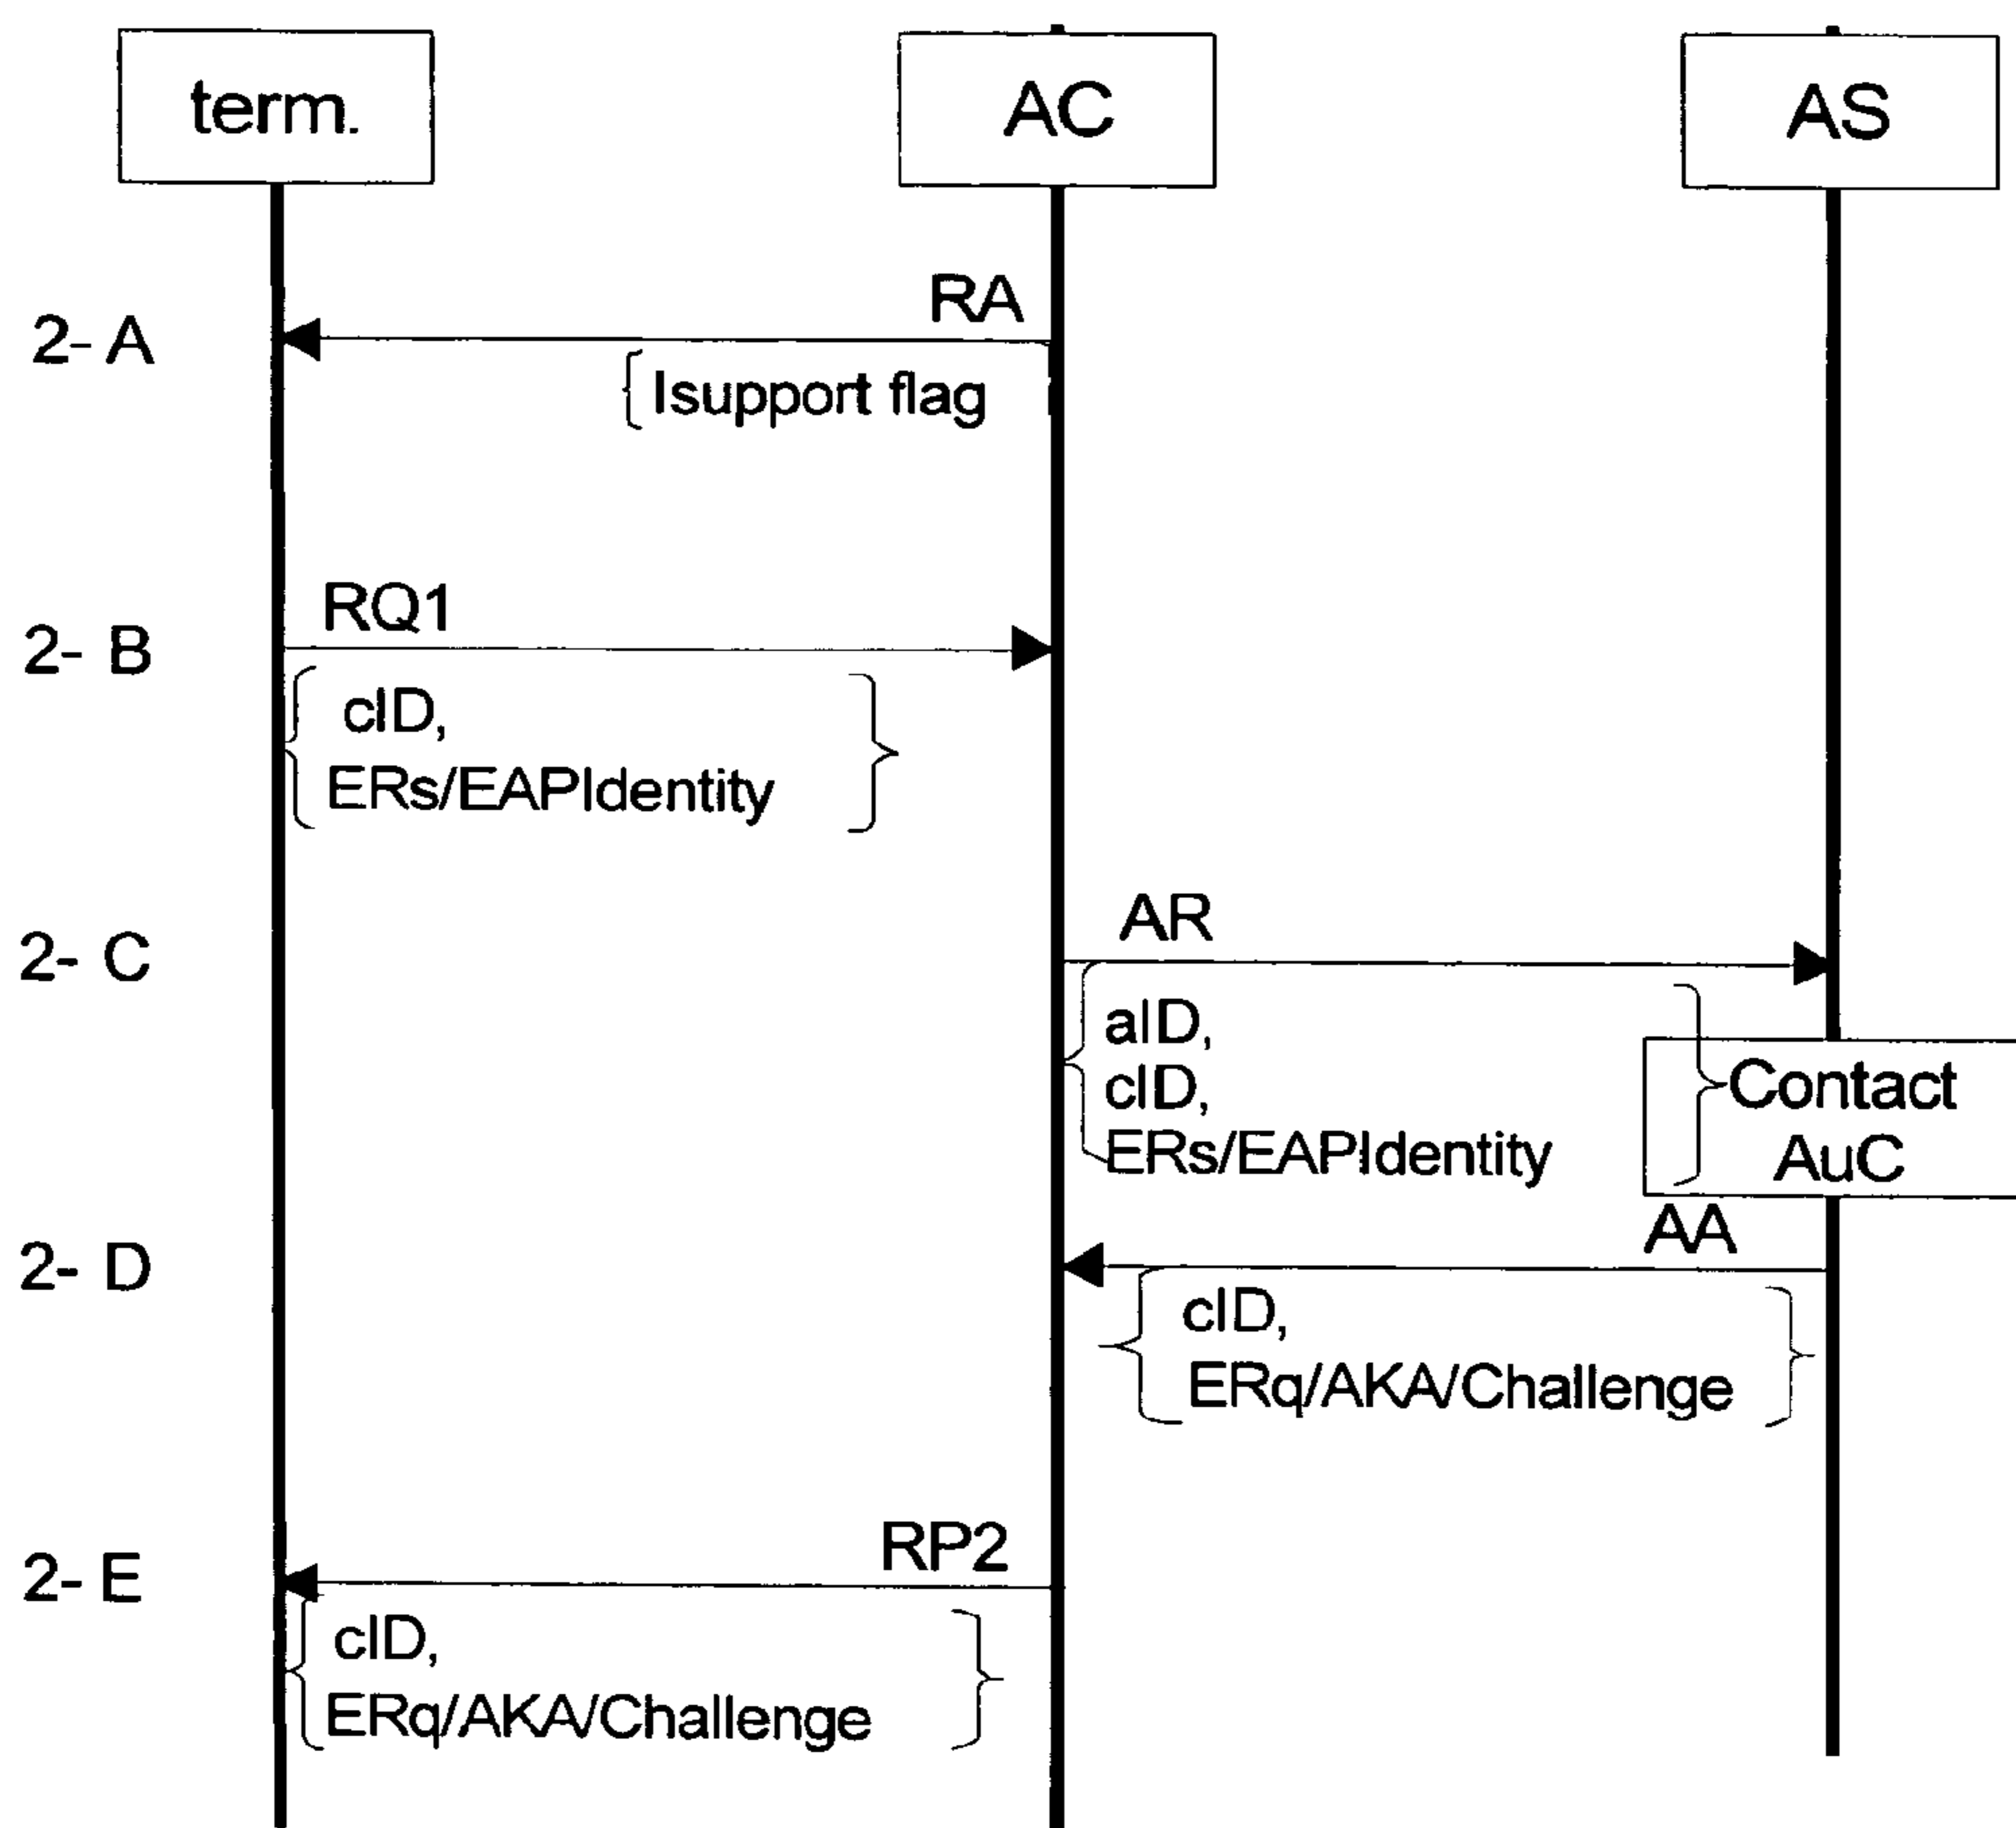 term.
AC
AS
RA
2- A
Isupport flag
RQ1
2- B
cID,
ERs/EAPIdentity
AR
2- C
aID,
cID,
ERs/EAPIdentity
Contact
AuC
AA
2- D
cID,
ERq/AKA/Challenge
RP2
2- E
cID,
ERq/AKA/Challenge